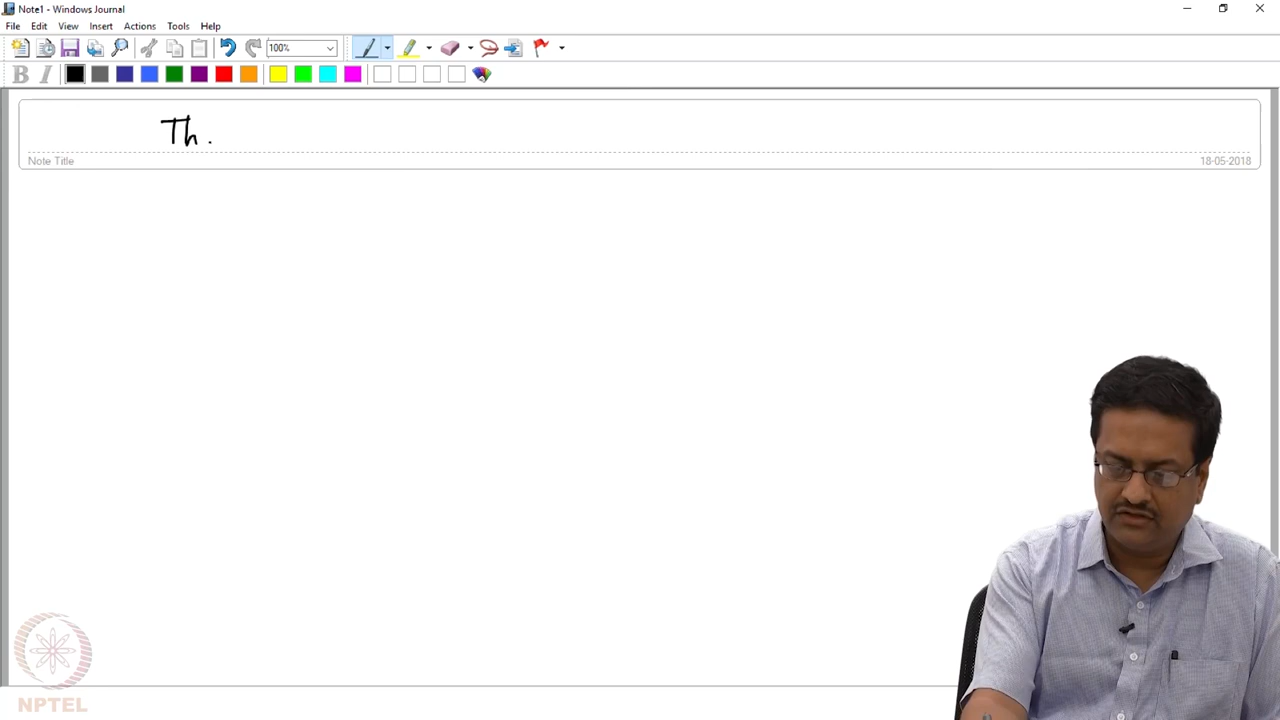 Note1 - Windows Journal
File Edit View Insert Actions Tools Help
100%
B I
Th.
Note Title
18-05-2018
NPTEL